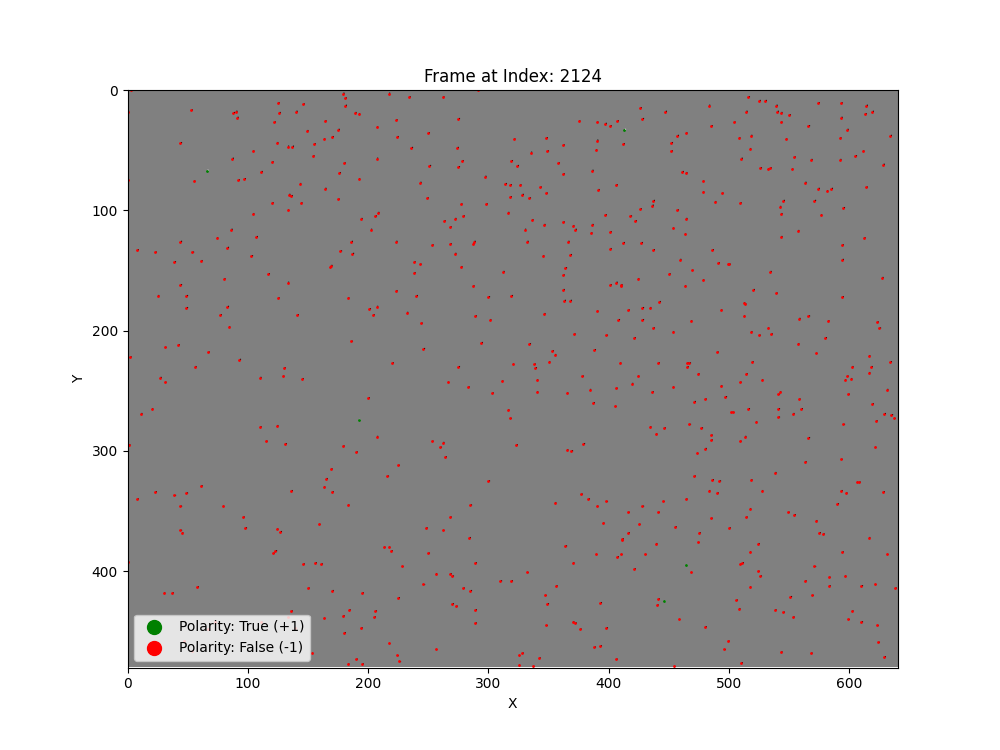 Frame at Index: 2124
0
100
200
300
400
Y
Polarity: True (+1)
Polarity: False (-1)
0 100 200 300 400 500 600
X